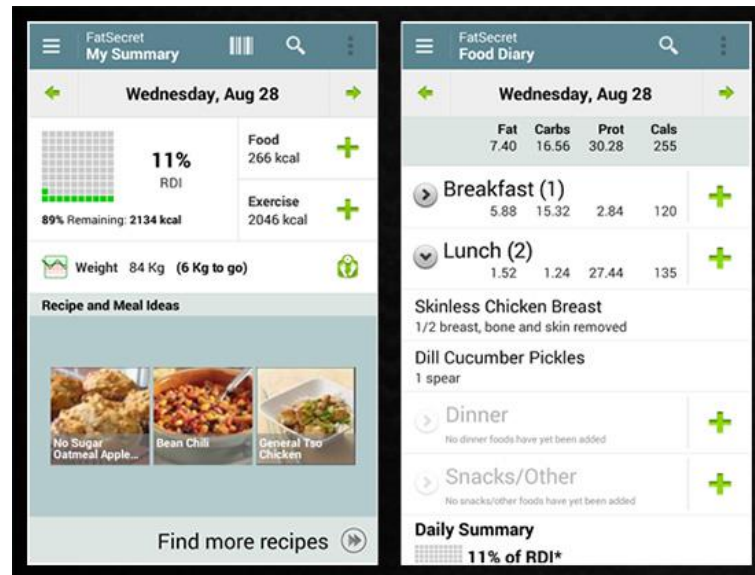 FatSecret
My Summary
Wednesday, Aug 28
11%
RDI
89% Remaining: 2134 kcal
Food
266 kcal
Exercise
2046 kcal
Weight 84 Kg (6 Kg to go)
Recipe and Meal Ideas
No Sugar
Oatmeal Apple...
Bean Chili
General Tso
Chicken
Find more recipes
FatSecret
Food Diary
Wednesday, Aug 28
Fat Carbs Prot Cals
7.40 16.56 30.28 255
Breakfast (1)
5.88 15.32 2.84 120
Lunch (2)
1.52 1.24 27.44 135
Skinless Chicken Breast
1/2 breast, bone and skin removed
Dill Cucumber Pickles
1 spear
Dinner
No dinner foods have yet been added
Snacks/Other
No snacks/other foods have yet been added
Daily Summary
11% of RDI*